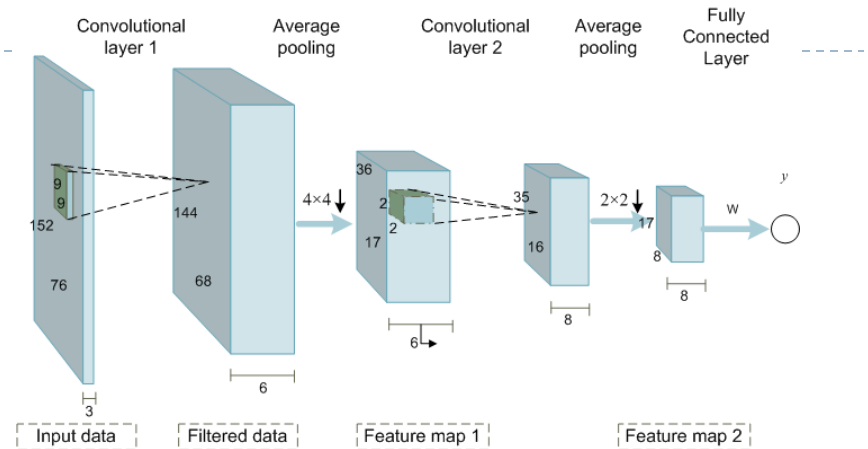 Convolutional
layer 1
Average
pooling
Convolutional
layer 2
Average
pooling
Fully
Connected
Layer
9
9
152
76
3
144
68
6
4×4
36
17
2
2
6
35
16
8
2×2
17
8
8
W
y
Input data
Filtered data
Feature map 1
Feature map 2